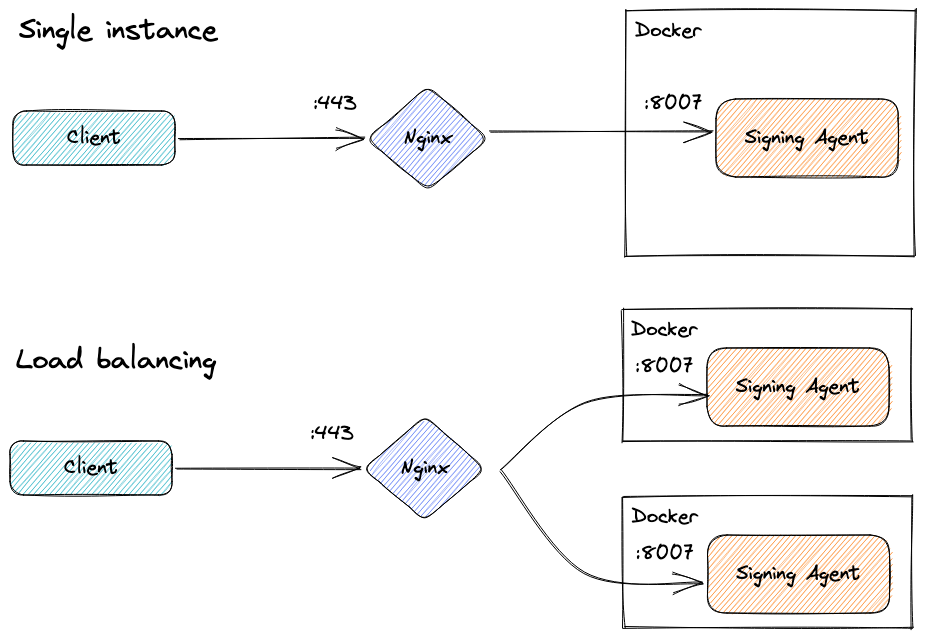 Single instance
Docker
:443
:8007
Client
Nginx
Signing Agent
Docker
Load balancing
:8007
Signing Agent
:443
Client
Nginx
Docker
:8007
Signing Agent